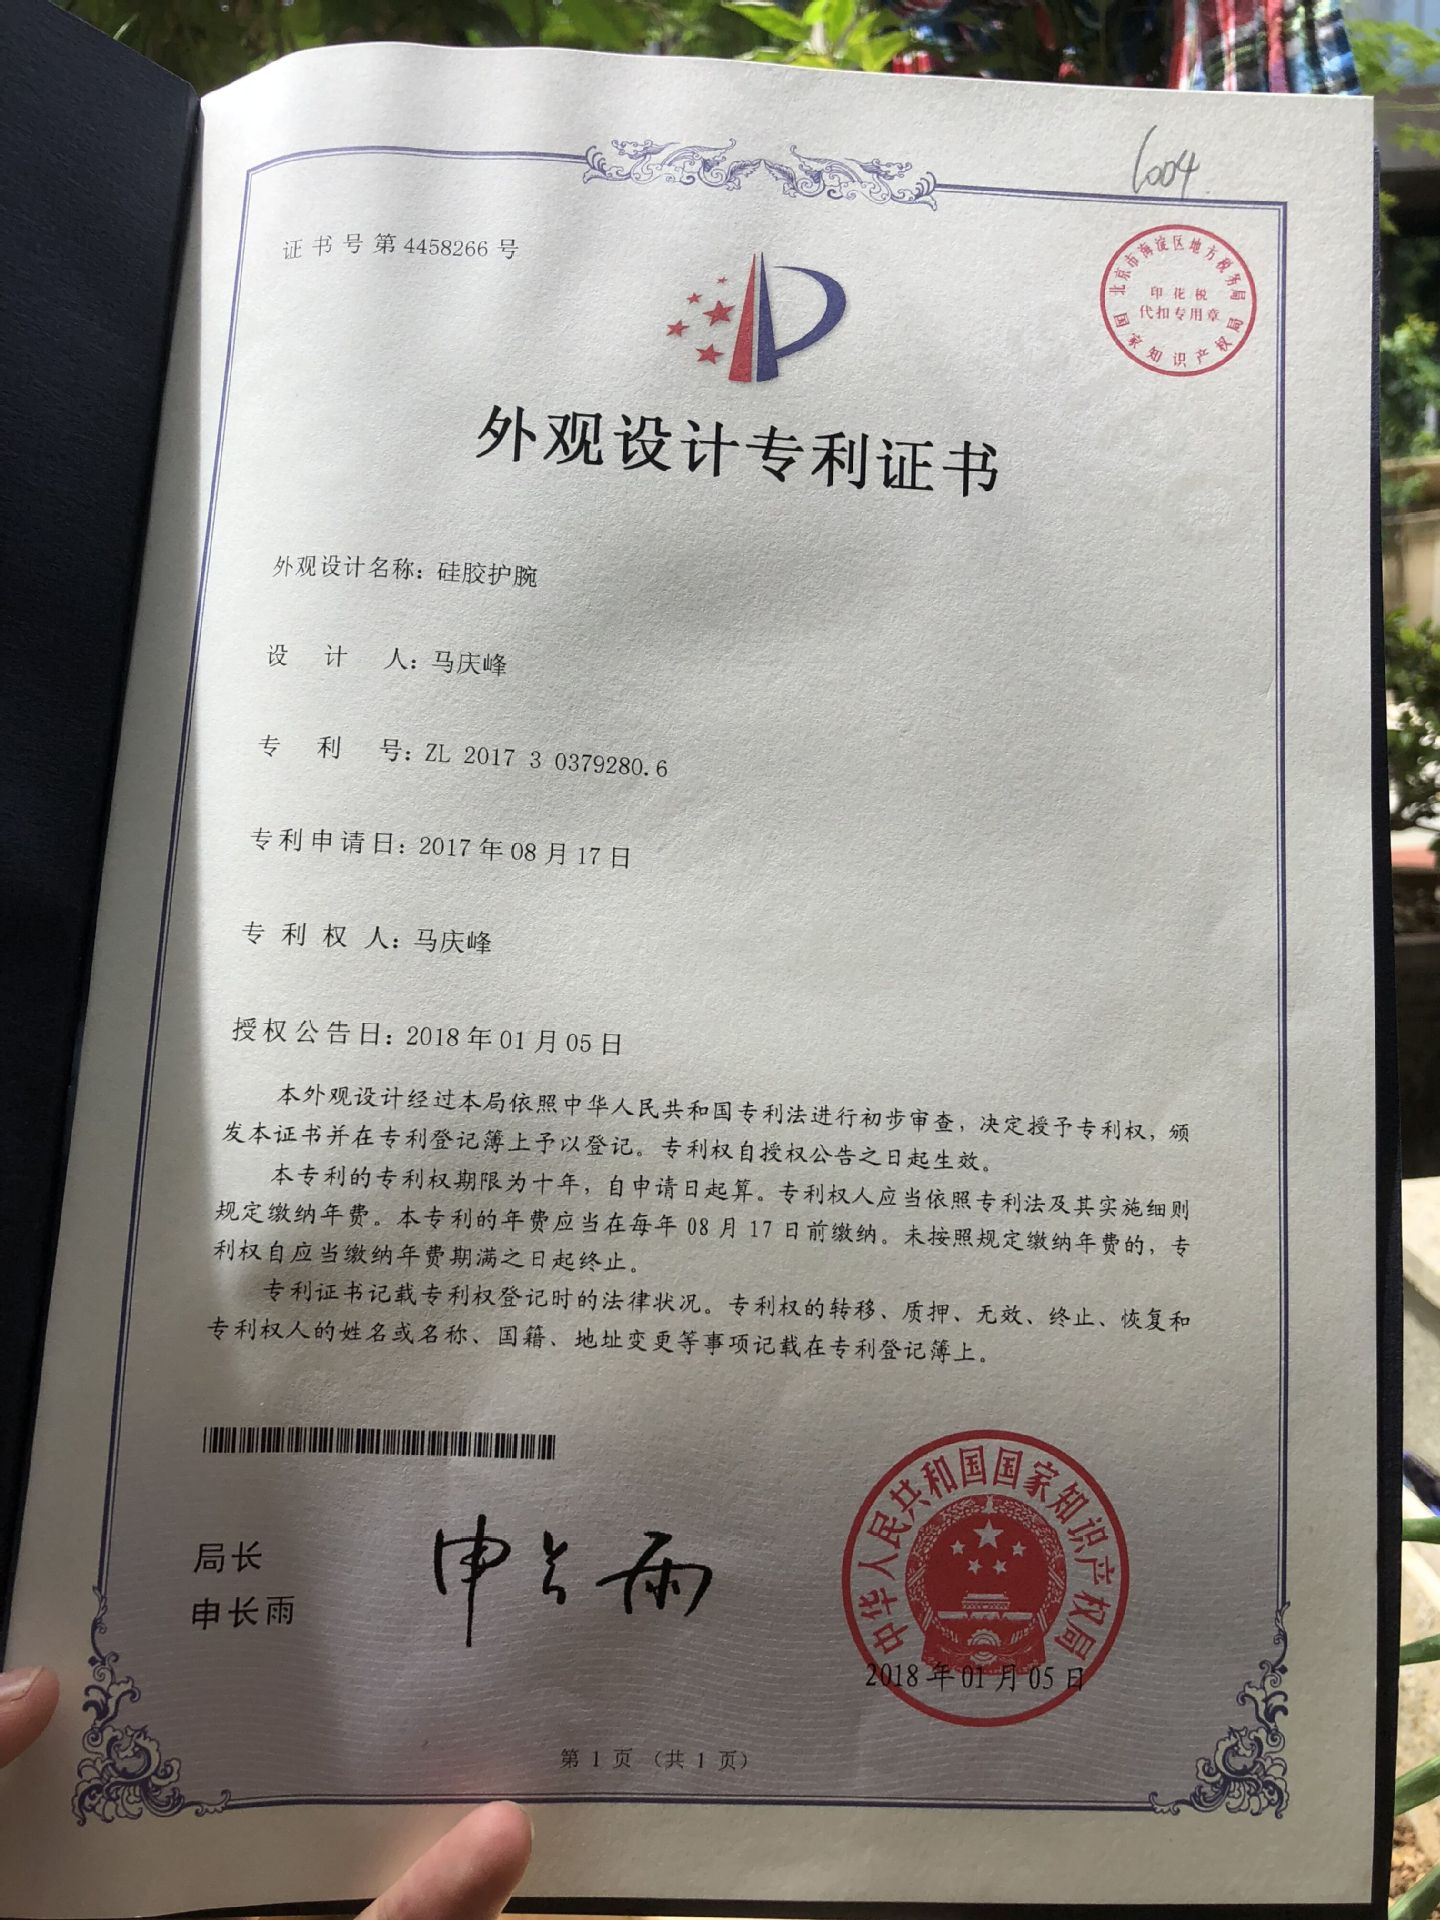 6004
证书号第4458266号
北京市海淀区地方税务局
印花税
代扣专用章
国家知识产权局
外观设计专利证书
外观设计名称：硅胶护腕
设计人：马庆峰
专利号：ZL 2017 3 0379280.6
专利申请日：2017年08月17日
专利权人：马庆峰
授权公告日：2018年01月05日
本外观设计经过本局依照中华人民共和国专利法进行初步审查，决定授予专利权，颁
发本证书并在专利登记簿上予以登记。专利权自授权公告之日起生效。
本专利的专利权期限为十年，自申请日起算。专利权人应当依照专利法及其实施细则
规定缴纳年费。本专利的年费应当在每年08月17日前缴纳。未按照规定缴纳年费的，专
利权自应当缴纳年费期满之日起终止。
专利证书记载专利权登记时的法律状况。专利权的转移、质押、无效、终止、恢复和
专利权人的姓名或名称、国籍、地址变更等事项记载在专利登记簿上。
局长
申长雨
申长雨
中华人民共和国国家知识产权局
2018年01月05日
第1页（共1页）